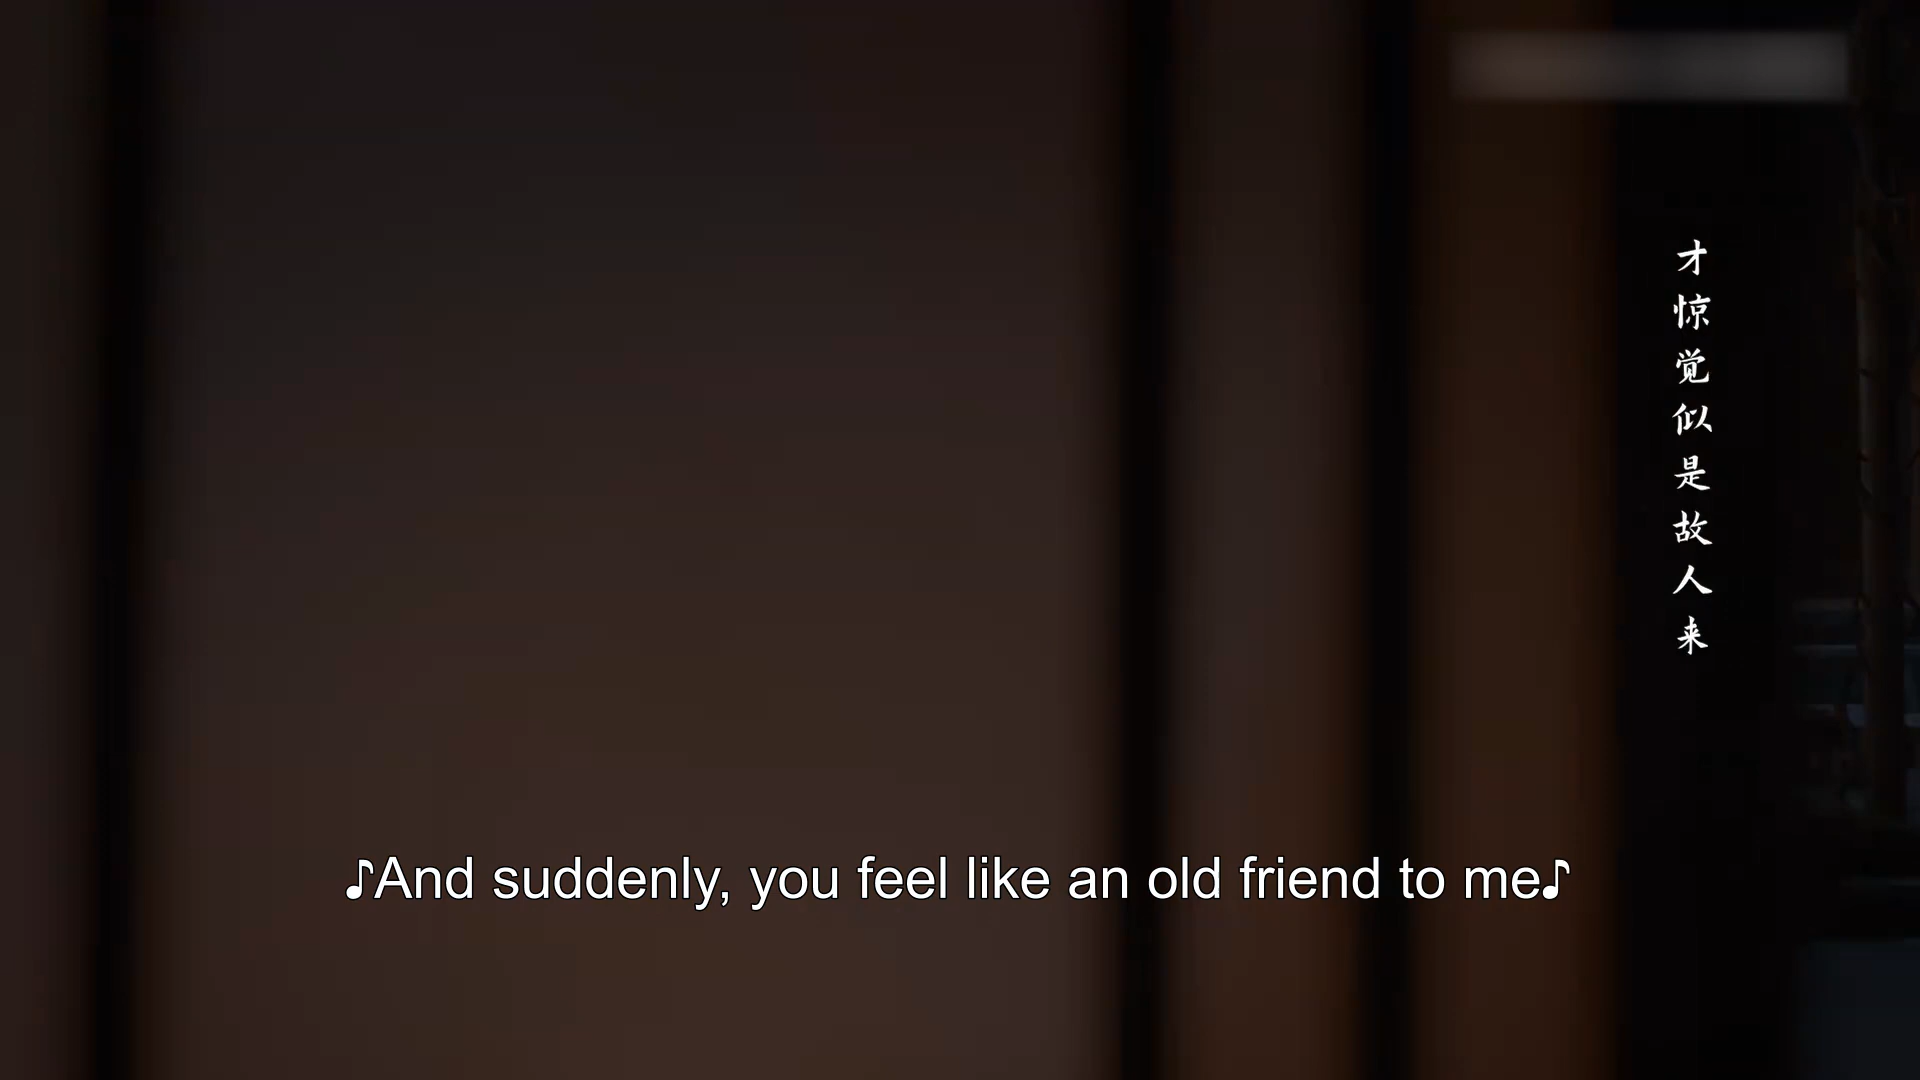 才惊觉似是故人来
♪And suddenly, you feel like an old friend to me♪